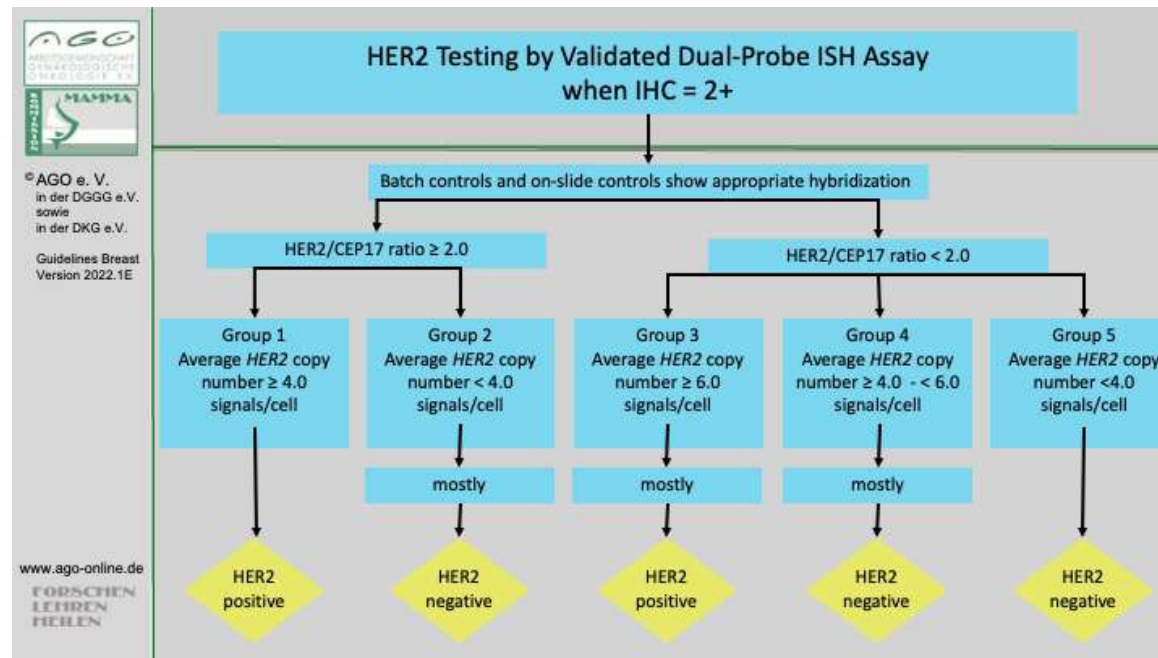 AGO
ARBEITSGEMEINSCHAFT
GYNÄKOLOGISCHE
ONKOLOGIE E.V.
KOMMISSION
MAMMA
© AGO e. V.
in der DGGG e.V.
sowie
in der DKG e.V.
Guidelines Breast
Version 2022.1E
www.ago-online.de
FORSCHEN
LEHREN
HEILEN
HER2 Testing by Validated Dual-Probe ISH Assay
when IHC = 2+
Batch controls and on-slide controls show appropriate hybridization
HER2/CEP17 ratio ≥ 2.0
HER2/CEP17 ratio < 2.0
Group 1
Average HER2 copy
number ≥ 4.0
signals/cell
Group 2
Average HER2 copy
number < 4.0
signals/cell
Group 3
Average HER2 copy
number ≥ 6.0
signals/cell
Group 4
Average HER2 copy
number ≥ 4.0 - < 6.0
signals/cell
Group 5
Average HER2 copy
number <4.0
signals/cell
mostly
mostly
mostly
HER2
positive
HER2
negative
HER2
positive
HER2
negative
HER2
negative